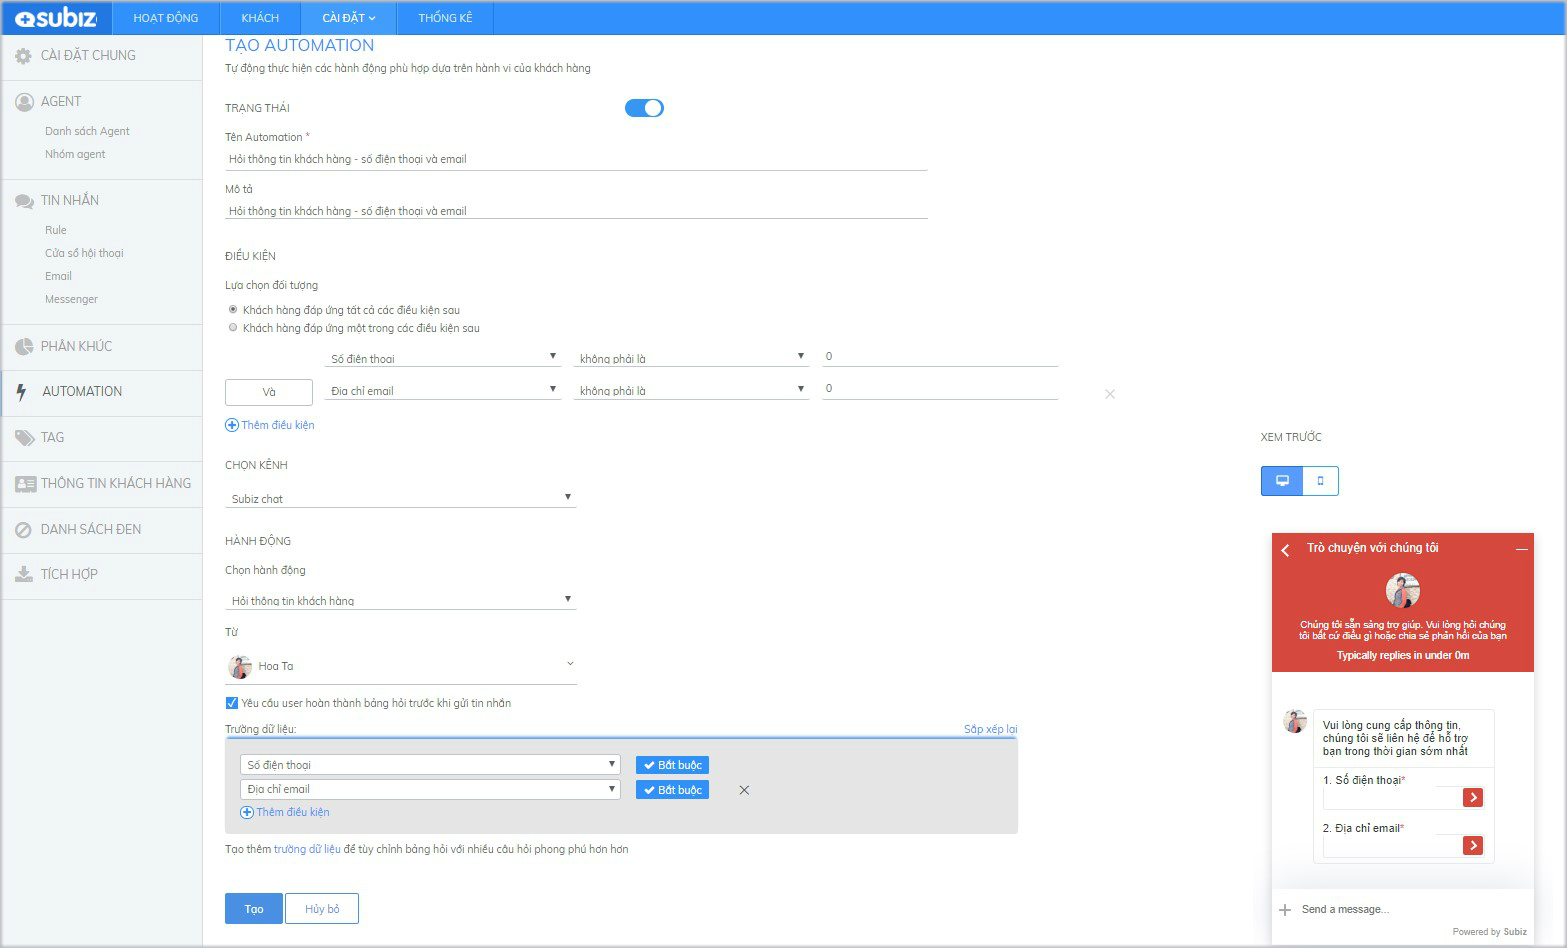 subiz
HOẠT ĐỘNG
KHÁCH
CÀI ĐẶT
THỐNG KÊ
CÀI ĐẶT CHUNG
AGENT
Danh sách Agent
Nhóm agent
TIN NHẮN
Rule
Cửa sổ hội thoại
Email
Messenger
PHÂN KHÚC
AUTOMATION
TAG
THÔNG TIN KHÁCH HÀNG
DANH SÁCH ĐEN
TÍCH HỢP
TẠO AUTOMATION
Tự động thực hiện các hành động phù hợp dựa trên hành vi của khách hàng
TRẠNG THÁI
Tên Automation *
Hỏi thông tin khách hàng - số điện thoại và email
Mô tả
Hỏi thông tin khách hàng - số điện thoại và email
ĐIỀU KIỆN
Lựa chọn đối tượng
Khách hàng đáp ứng tất cả các điều kiện sau
Khách hàng đáp ứng một trong các điều kiện sau
Số điện thoại không phải là 0
Và Địa chỉ email không phải là 0
Thêm điều kiện
CHỌN KÊNH
Subiz chat
HÀNH ĐỘNG
Chọn hành động
Hỏi thông tin khách hàng
Từ
Hoa Ta
Yêu cầu user hoàn thành bảng hỏi trước khi gửi tin nhắn
Trường dữ liệu: Sắp xếp lại
Số điện thoại Bắt buộc
Địa chỉ email Bắt buộc
Thêm điều kiện
Tạo thêm trường dữ liệu để tùy chỉnh bảng hỏi với nhiều câu hỏi phong phú hơn hơn
Tạo
Hủy bỏ
XEM TRƯỚC
Trò chuyện với chúng tôi
Chúng tôi sẵn sàng trợ giúp. Vui lòng hỏi chúng
tôi bất cứ điều gì hoặc chia sẻ phản hồi của bạn
Typically replies in under 0m
Vui lòng cung cấp thông tin,
chúng tôi sẽ liên hệ để hỗ trợ
bạn trong thời gian sớm nhất
1. Số điện thoại*
2. Địa chỉ email*
Send a message...
Powered by Subiz